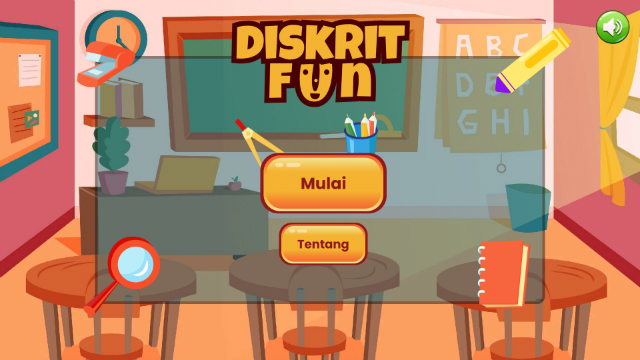 DISKRIT
FUn
A B C
D E F
G H I
Mulai
Tentang